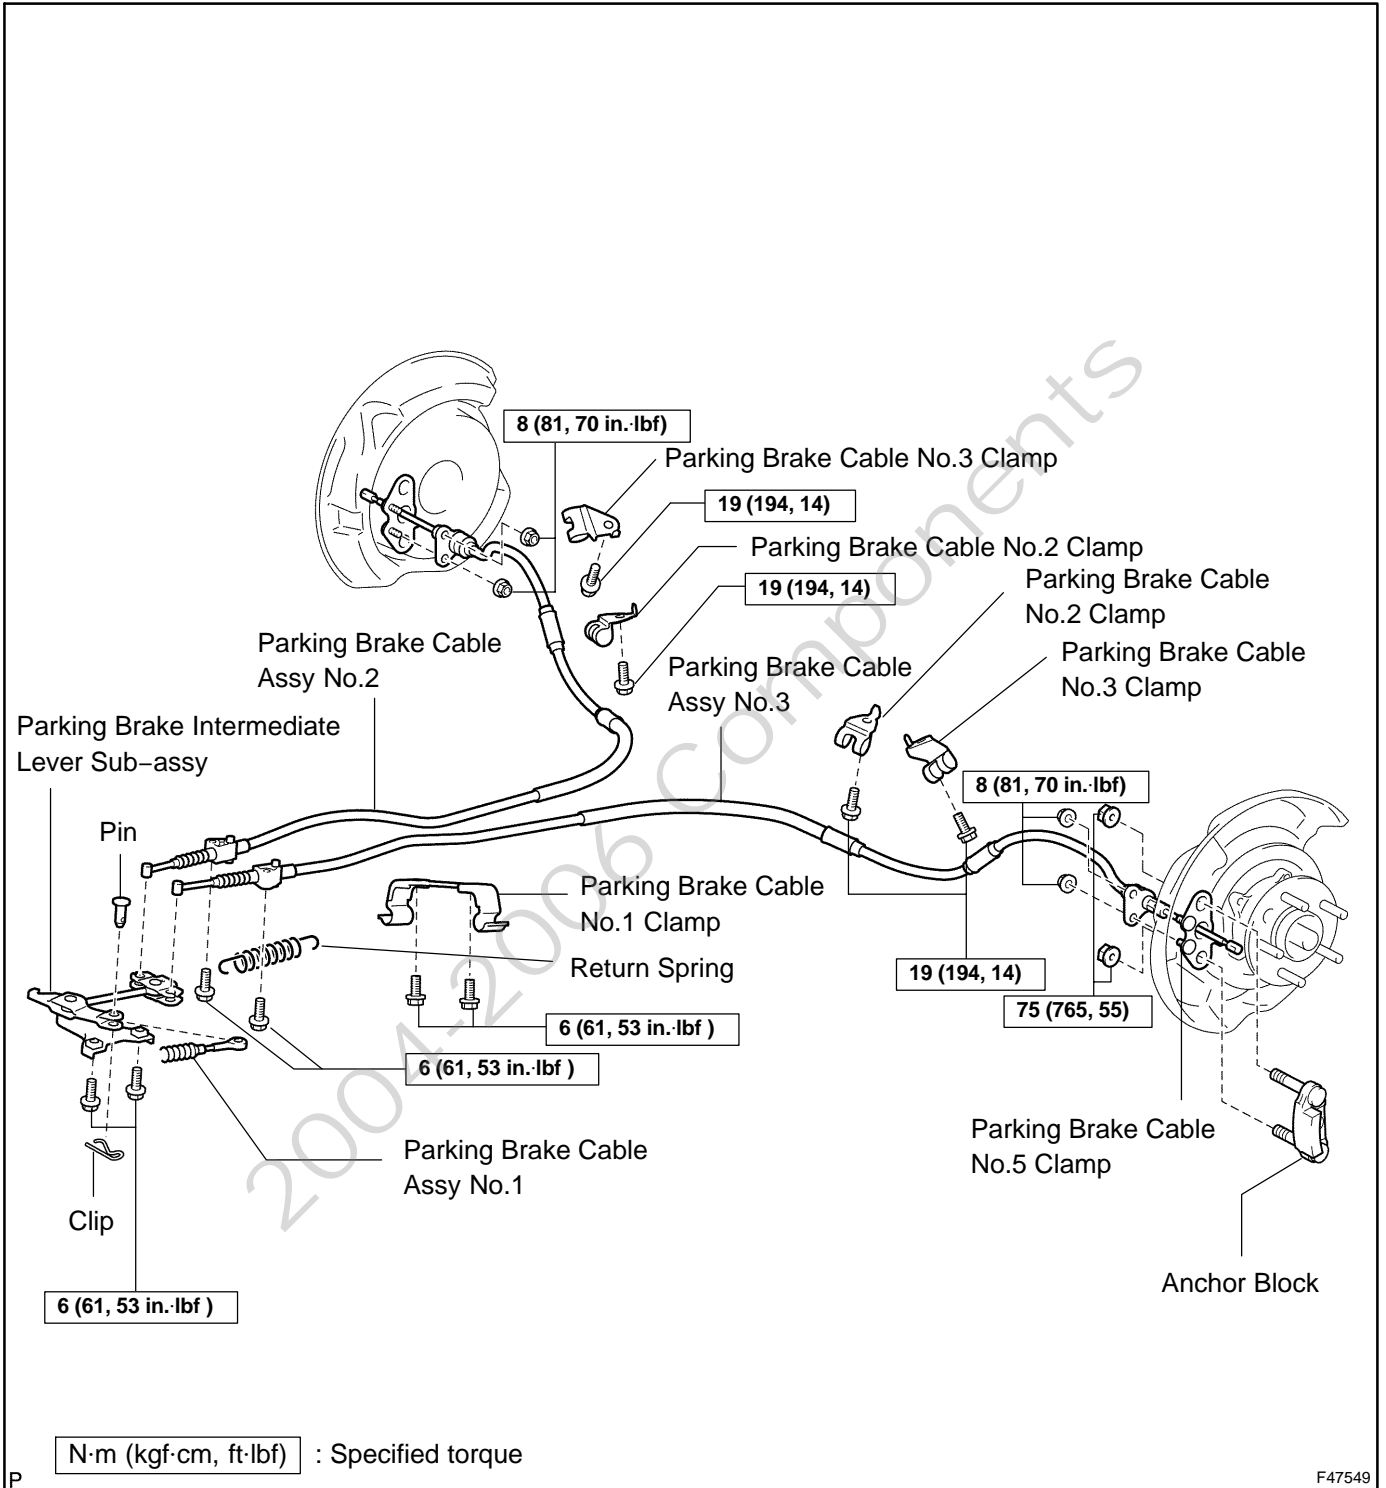 8 (81, 70 in.·lbf)
Parking Brake Cable No.3 Clamp
19 (194, 14)
Parking Brake Cable No.2 Clamp
19 (194, 14)
Parking Brake Cable
No.2 Clamp
Parking Brake Cable
Assy No.2
Parking Brake Cable
Assy No.3
Parking Brake Cable
No.3 Clamp
Parking Brake Intermediate
Lever Sub−assy
8 (81, 70 in.·lbf)
Pin
Parking Brake Cable
No.1 Clamp
Return Spring
19 (194, 14)
75 (765, 55)
6 (61, 53 in.·lbf )
6 (61, 53 in.·lbf )
Parking Brake Cable
Assy No.1
Parking Brake Cable
No.5 Clamp
Clip
Anchor Block
6 (61, 53 in.·lbf )
2004-2006 Components
N·m (kgf·cm, ft·lbf) : Specified torque
P
F47549